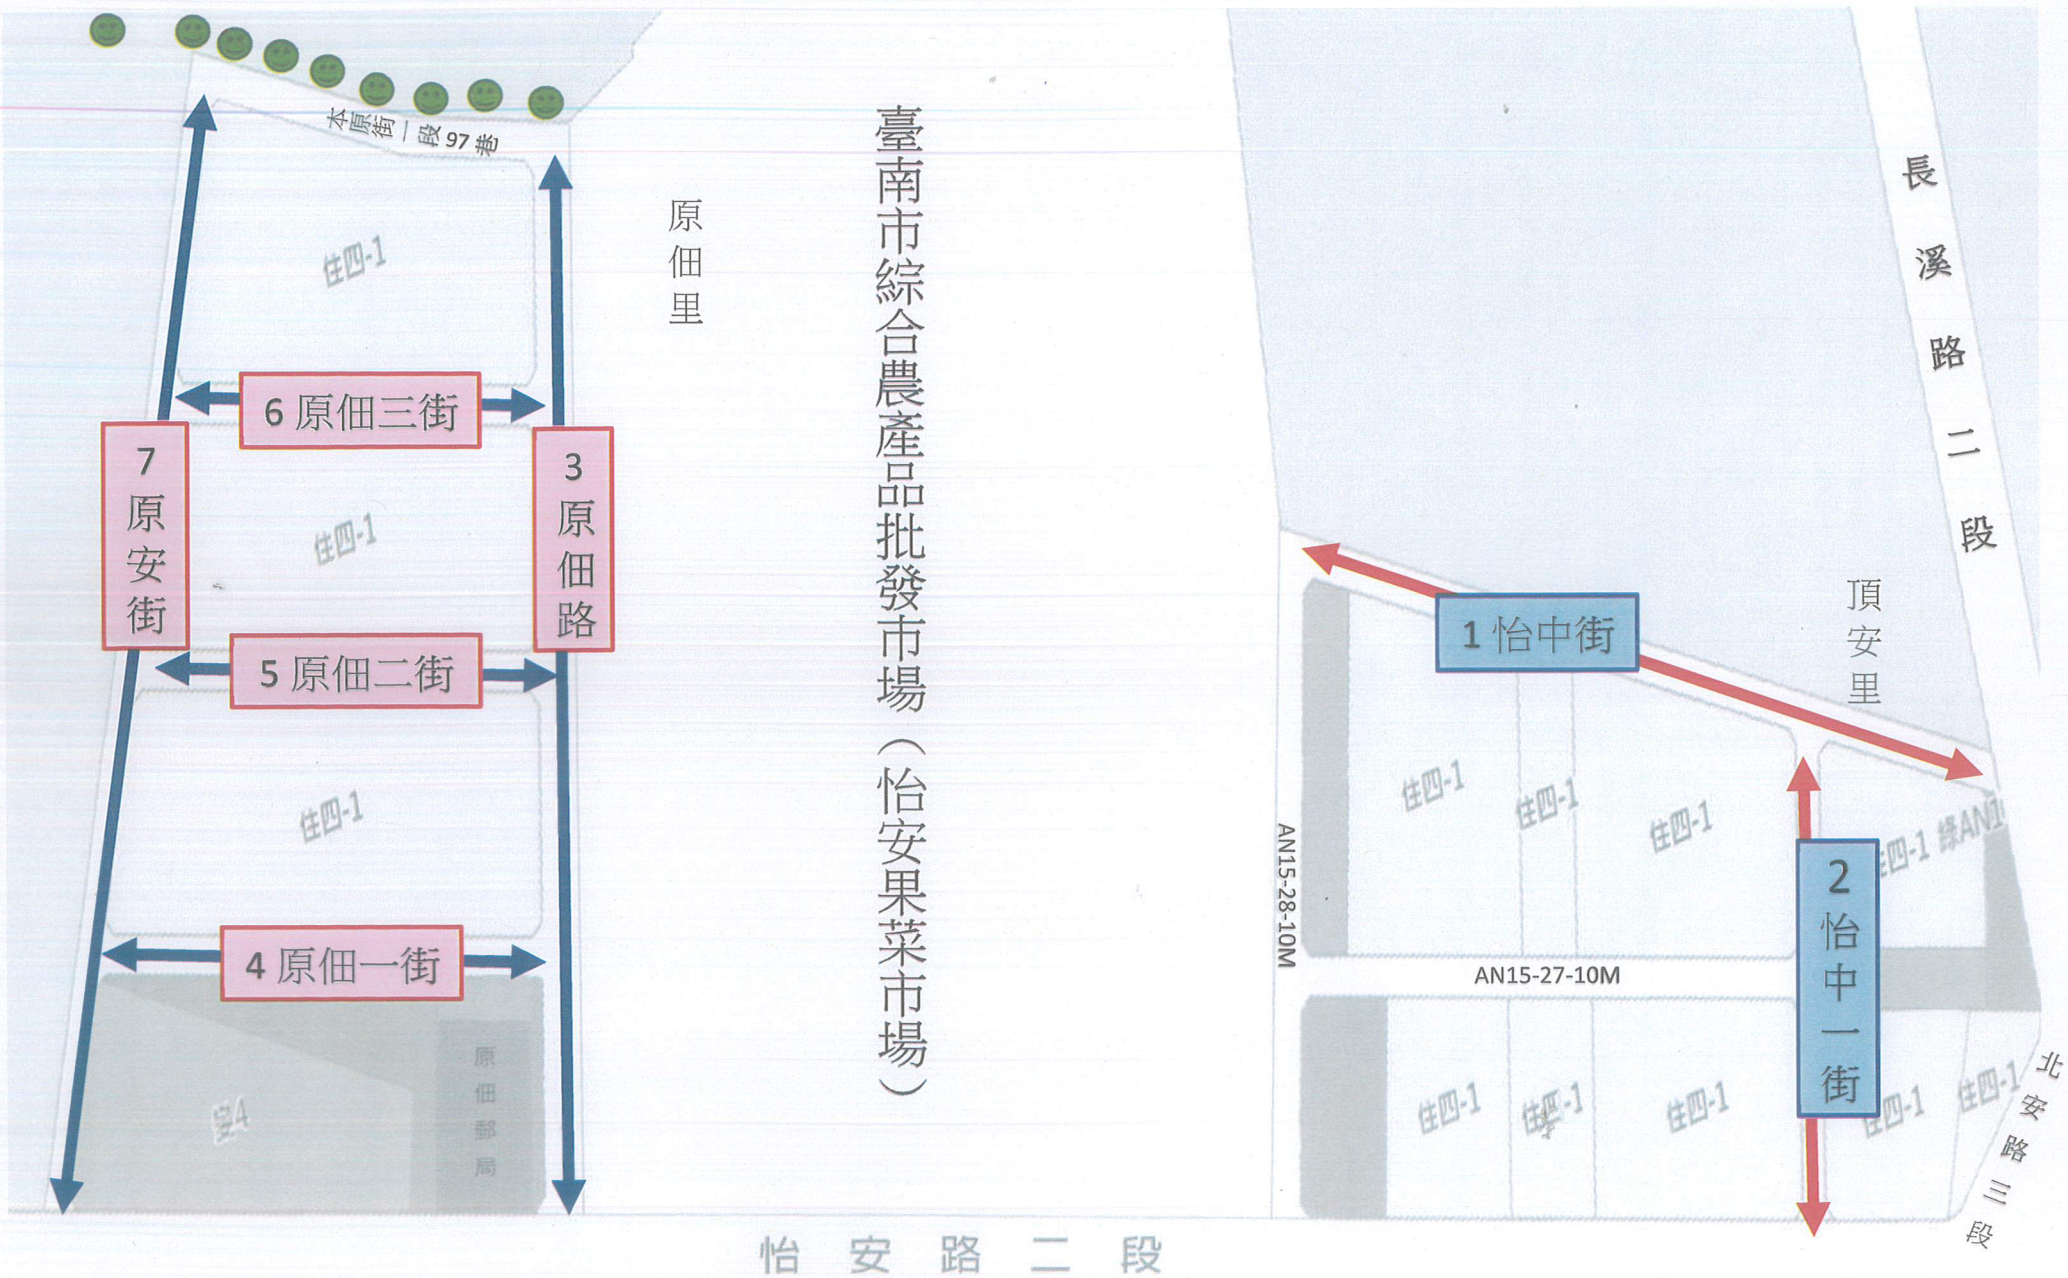 本原街一段97巷
住四-1
6 原佃三街
7原安街
3原佃路
住四-1
5 原佃二街
住四-1
4 原佃一街
原佃郵局
原佃里
臺南市綜合農產品批發市場（怡安果菜市場）
長溪路二段
頂安里
1 怡中街
住四-1
住四-1
住四-1
住四-1
綠AN1
2怡中一街
AN15-28-10M
AN15-27-10M
住四-1
住四-1
住四-1
住四-1
住四-1
北安路三段
怡安路二段